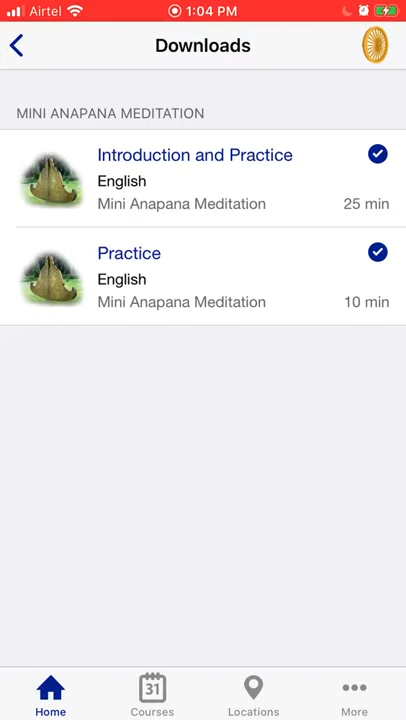 Airtel 1:04 PM
Downloads
MINI ANAPANA MEDITATION
Introduction and Practice
English
Mini Anapana Meditation 25 min
Practice
English
Mini Anapana Meditation 10 min
31
Home Courses Locations More